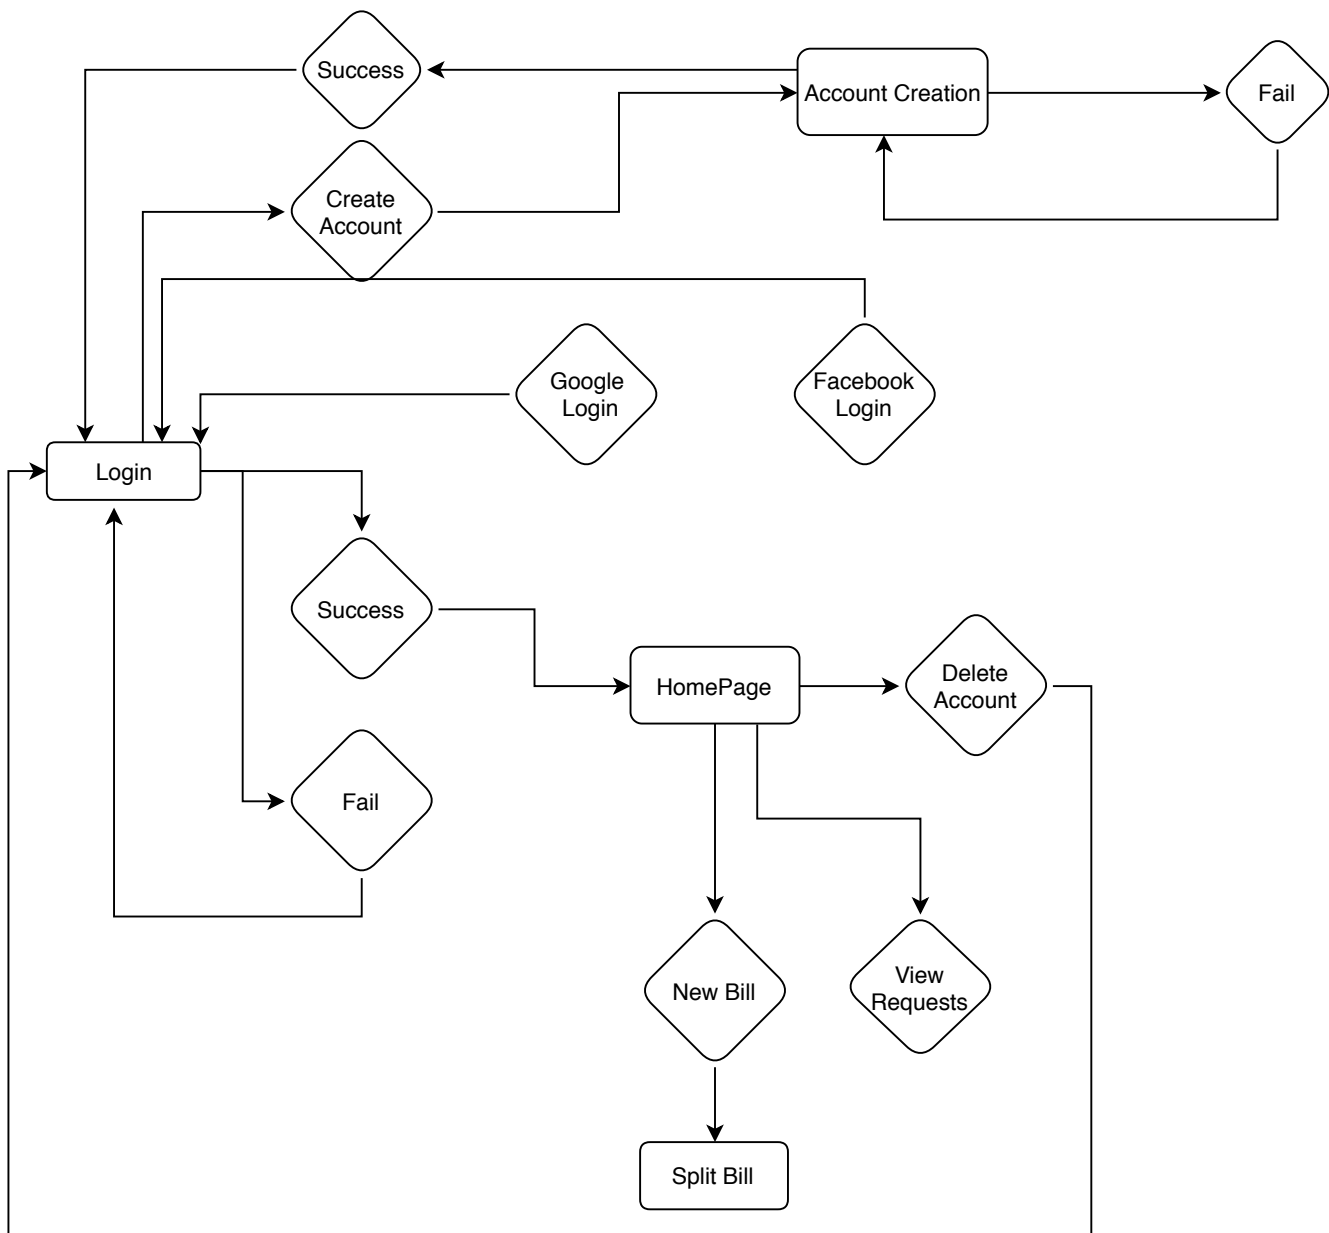 Success
Account Creation
Fail
Create
Account
Google
Login
Facebook
Login
Login
Success
HomePage
Delete
Account
Fail
New Bill
View
Requests
Split Bill